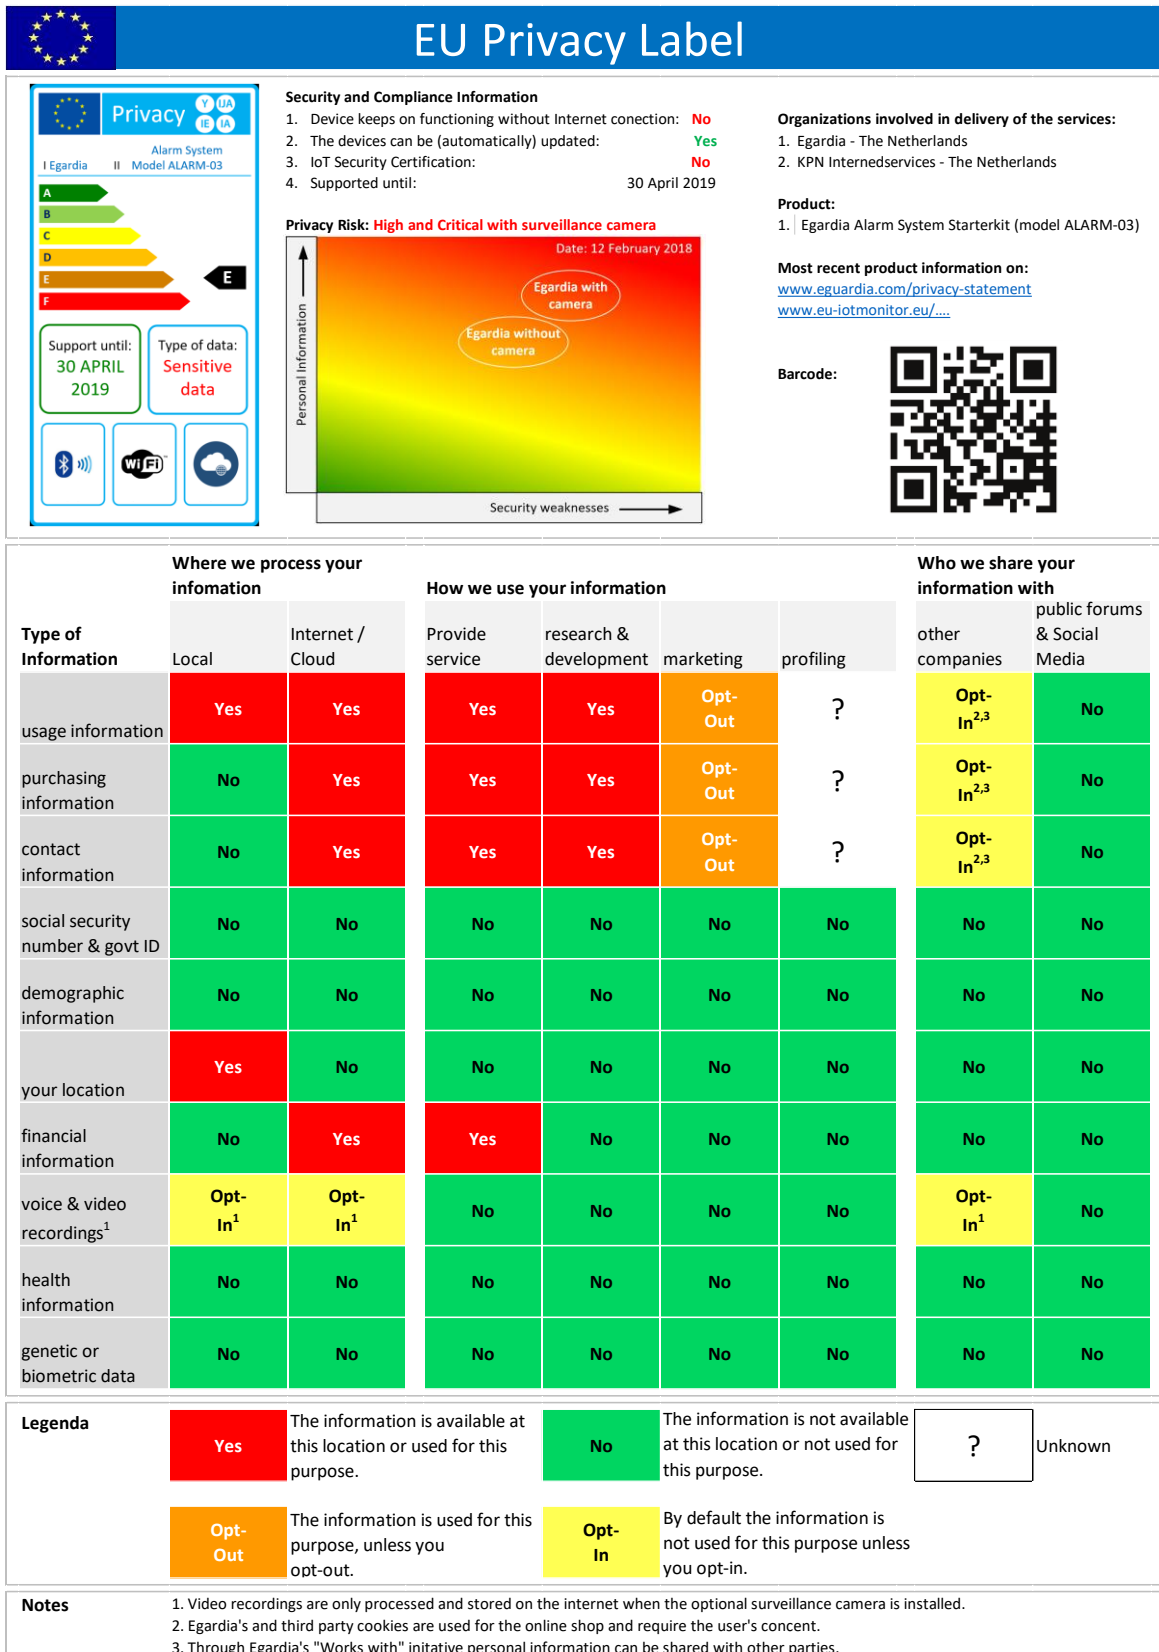 EU Privacy Label
Privacy
Y
UA
IE
IA
Alarm System
I Egardia II Model ALARM-03
A
B
C
D
E
F
E
Support until:
30 APRIL
2019
Type of data:
Sensitive
data
WiFi
Security and Compliance Information
1. Device keeps on functioning without Internet conection: No
2. The devices can be (automatically) updated: Yes
3. IoT Security Certification: No
4. Supported until: 30 April 2019
Privacy Risk: High and Critical with surveillance camera
Date: 12 February 2018
Egardia with
camera
Egardia without
camera
Personal Information
Security weaknesses
Organizations involved in delivery of the services:
1. Egardia - The Netherlands
2. KPN Internedservices - The Netherlands
Product:
1. Egardia Alarm System Starterkit (model ALARM-03)
Most recent product information on:
www.eguardia.com/privacy-statement
www.eu-iotmonitor.eu/....
Barcode:
Where we process your
infomation
How we use your information
Who we share your
information with
Type of
Information
Local
Internet /
Cloud
Provide
service
research &
development
marketing
profiling
other
companies
public forums
& Social
Media
usage information
Yes Yes Yes Yes Opt-
Out ? Opt-
In2,3 No
purchasing
information
No Yes Yes Yes Opt-
Out ? Opt-
In2,3 No
contact
information
No Yes Yes Yes Opt-
Out ? Opt-
In2,3 No
social security
number & govt ID
No No No No No No No No
demographic
information
No No No No No No No No
your location
Yes No No No No No No No
financial
information
No Yes Yes No No No No No
voice & video
recordings1
Opt-
In1 Opt-
In1 No No No No Opt-
In1 No
health
information
No No No No No No No No
genetic or
biometric data
No No No No No No No No
Legenda
Yes
The information is available at
this location or used for this
purpose.
No
The information is not available
at this location or not used for
this purpose.
?
Unknown
Opt-
Out
The information is used for this
purpose, unless you
opt-out.
Opt-
In
By default the information is
not used for this purpose unless
you opt-in.
Notes
1. Video recordings are only processed and stored on the internet when the optional surveillance camera is installed.
2. Egardia's and third party cookies are used for the online shop and require the user's concent.
3. Through Egardia's "Works with" initative personal information can be shared with other parties.